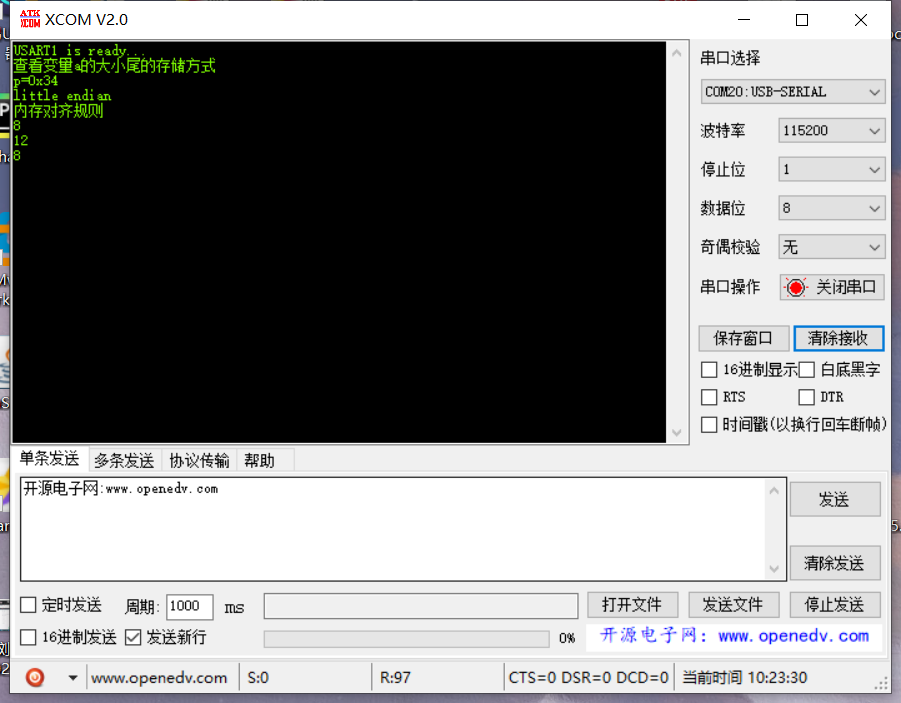 ATK XCOM XCOM V2.0
USART1 is ready...
查看变量a的大小尾的存储方式
p=0x34
little endian
内存对齐规则
8
12
8
串口选择
COM20:USB-SERIAL
波特率 115200
停止位 1
数据位 8
奇偶校验 无
串口操作 关闭串口
保存窗口 清除接收
16进制显示 白底黑字
RTS DTR
时间戳(以换行回车断帧)
单条发送 多条发送 协议传输 帮助
开源电子网:www.openedv.com
发送
清除发送
定时发送 周期: 1000 ms 打开文件 发送文件 停止发送
16进制发送 发送新行 0% 开源电子网：www.openedv.com
www.openedv.com S:0 R:97 CTS=0 DSR=0 DCD=0 当前时间 10:23:30